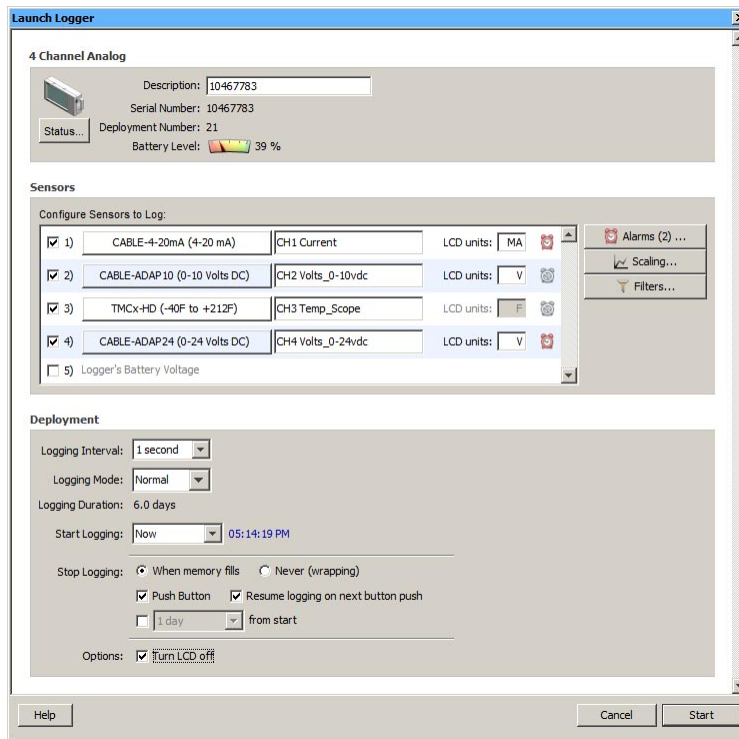 Launch Logger
4 Channel Analog
Description: 10467783
Serial Number: 10467783
Status... Deployment Number: 21
Battery Level: 39 %
Sensors
Configure Sensors to Log:
1) CABLE-4-20mA (4-20 mA) CH1 Current LCD units: MA Alarms (2) ...
Scaling...
2) CABLE-ADAP10 (0-10 Volts DC) CH2 Volts_0-10vdc LCD units: V
Filters...
3) TMCx-HD (-40F to +212F) CH3 Temp_Scope LCD units: F
4) CABLE-ADAP24 (0-24 Volts DC) CH4 Volts_0-24vdc LCD units: V
5) Logger's Battery Voltage
Deployment
Logging Interval: 1 second
Logging Mode: Normal
Logging Duration: 6.0 days
Start Logging: Now 05:14:19 PM
Stop Logging: When memory fills Never (wrapping)
Push Button Resume logging on next button push
1 day from start
Options: Turn LCD off
Help Cancel Start